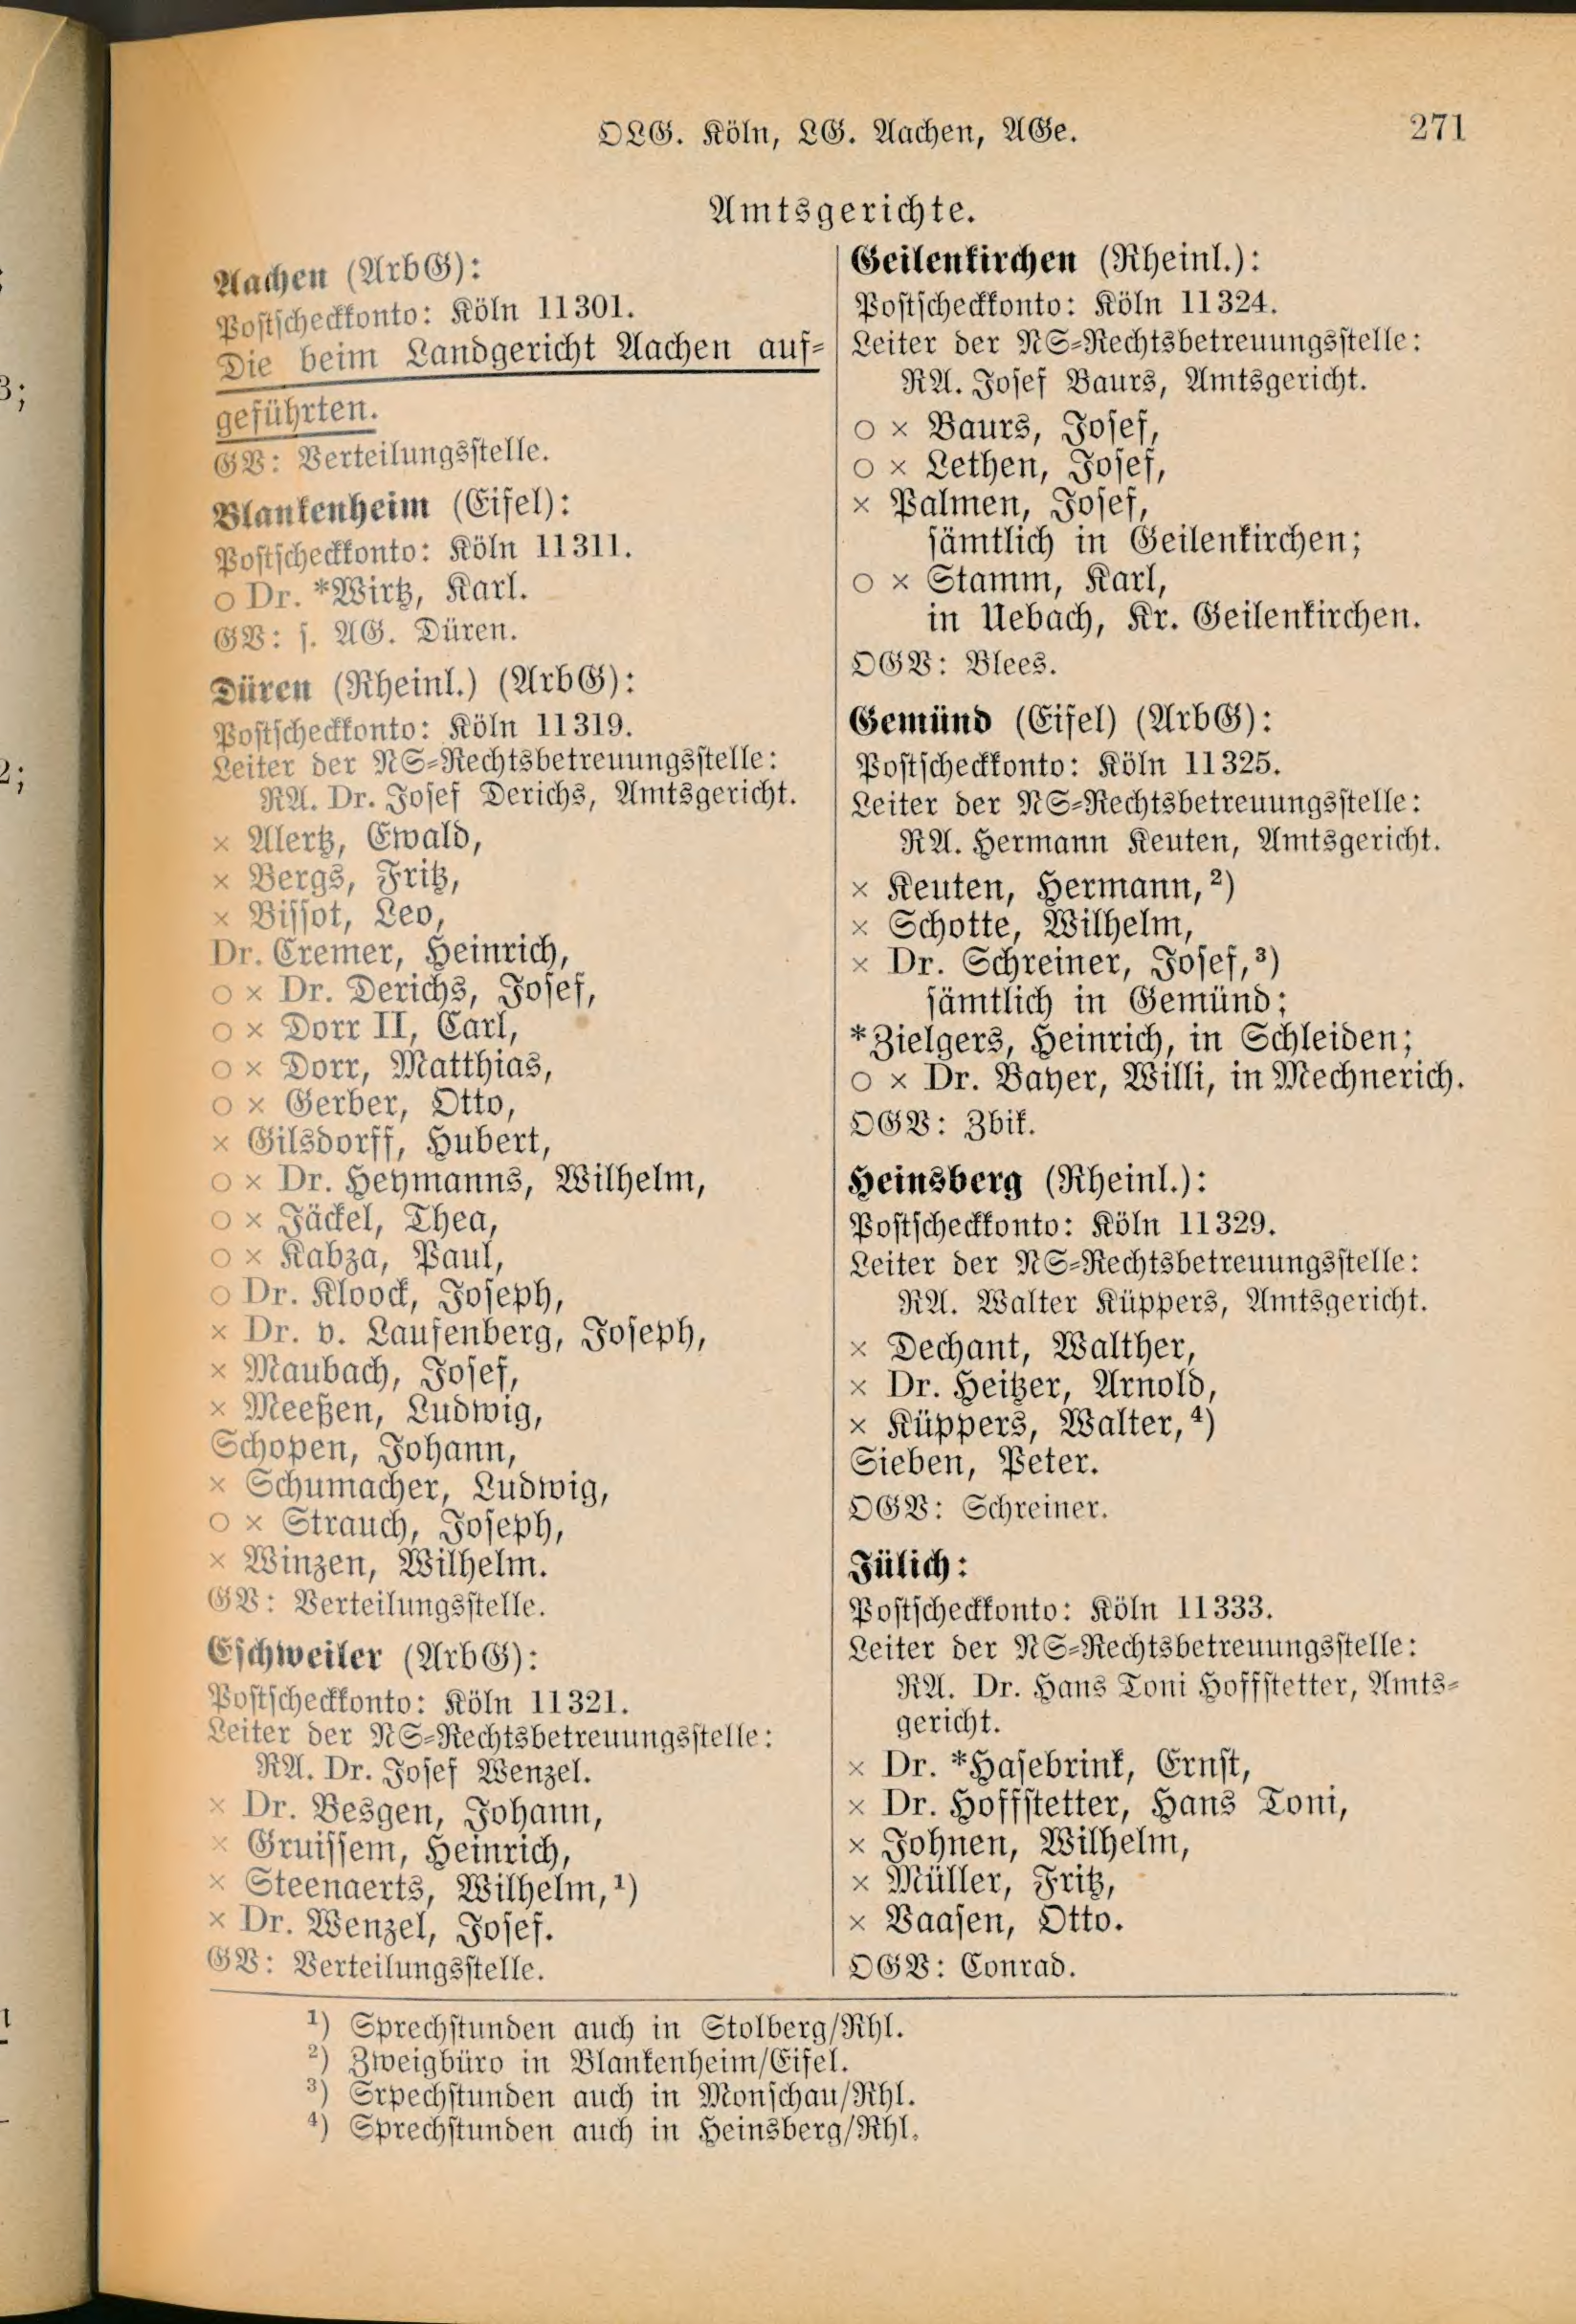 OLG. Köln, LG. Aachen, AGe.
271
Amtsgerichte.
Aachen (ArbG):
Postscheckkonto: Köln 11301.
Die beim Landgericht Aachen auf-
geführten.
GV: Verteilungsstelle.
Blankenheim (Eifel):
Postscheckkonto: Köln 11311.
○ Dr. *Wirtz, Karl.
GV: s. AG. Düren.
Düren (Rheinl.) (ArbG):
Postscheckkonto: Köln 11319.
Leiter der NS-Rechtsbetreuungsstelle:
RA. Dr. Josef Derichs, Amtsgericht.
× Alertz, Ewald,
× Bergs, Fritz,
× Bissot, Leo,
Dr. Cremer, Heinrich,
○ × Dr. Derichs, Josef,
○ × Dorr II, Carl,
○ × Dorr, Matthias,
○ × Gerber, Otto,
× Gilsdorff, Hubert,
○ × Dr. Heymanns, Wilhelm,
○ × Jäckel, Thea,
○ × Kabza, Paul,
○ Dr. Kloock, Joseph,
× Dr. v. Laufenberg, Joseph,
× Maubach, Josef,
× Meeßen, Ludwig,
Schopen, Johann,
× Schumacher, Ludwig,
○ × Strauch, Joseph,
× Winzen, Wilhelm.
GV: Verteilungsstelle.
Eschweiler (ArbG):
Postscheckkonto: Köln 11321.
Leiter der NS-Rechtsbetreuungsstelle:
RA. Dr. Josef Wenzel.
× Dr. Besgen, Johann,
× Gruissem, Heinrich,
× Steenaerts, Wilhelm,¹)
× Dr. Wenzel, Josef.
GV: Verteilungsstelle.
Geilenkirchen (Rheinl.):
Postscheckkonto: Köln 11324.
Leiter der NS-Rechtsbetreuungsstelle:
RA. Josef Baurs, Amtsgericht.
○ × Baurs, Josef,
○ × Lethen, Josef,
× Palmen, Josef,
sämtlich in Geilenkirchen;
○ × Stamm, Karl,
in Uebach, Kr. Geilenkirchen.
OGV: Blees.
Gemünd (Eifel) (ArbG):
Postscheckkonto: Köln 11325.
Leiter der NS-Rechtsbetreuungsstelle:
RA. Hermann Keuten, Amtsgericht.
× Keuten, Hermann,²)
× Schotte, Wilhelm,
× Dr. Schreiner, Josef,³)
sämtlich in Gemünd;
*Zielgers, Heinrich, in Schleiden;
○ × Dr. Bayer, Willi, in Mechnerich.
OGV: Zbik.
Heinsberg (Rheinl.):
Postscheckkonto: Köln 11329.
Leiter der NS-Rechtsbetreuungsstelle:
RA. Walter Küppers, Amtsgericht.
× Dechant, Walther,
× Dr. Heitzer, Arnold,
× Küppers, Walter,⁴)
Sieben, Peter.
OGV: Schreiner.
Jülich:
Postscheckkonto: Köln 11333.
Leiter der NS-Rechtsbetreuungsstelle:
RA. Dr. Hans Toni Hoffstetter, Amts-
gericht.
× Dr. *Hasebrink, Ernst,
× Dr. Hoffstetter, Hans Toni,
× Johnen, Wilhelm,
× Müller, Fritz,
× Vaasen, Otto.
OGV: Conrad.
¹) Sprechstunden auch in Stolberg/Rhl.
²) Zweigbüro in Blankenheim/Eifel.
³) Srpechstunden auch in Monschau/Rhl.
⁴) Sprechstunden auch in Heinsberg/Rhl.